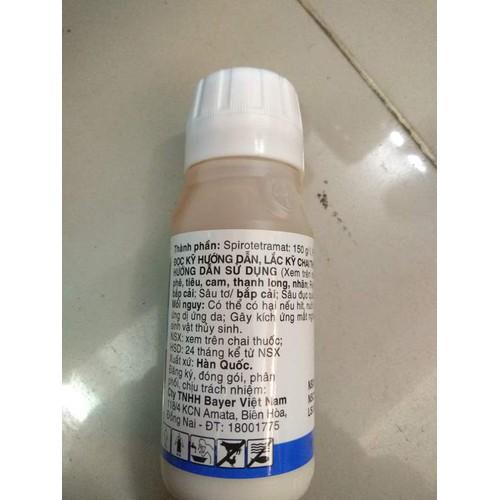 Thành phần: Spirotetramat: 150 g
ĐỌC KỸ HƯỚNG DẪN, LẮC KỸ CHAI
HƯỚNG DẪN SỬ DỤNG (Xem trên
phê, tiêu, cam, thanh long, nhãn;
bắp cải; Sâu tơ/ bắp cải; Sâu đục
Mối nguy: Có thể có hại nếu hít,
ứng dị ứng da; Gây kích ứng mắt
sinh vật thủy sinh.
NSX: xem trên chai thuốc;
HSD: 24 tháng kể từ NSX
Xuất xứ: Hàn Quốc.
Đăng ký, đóng gói, phân
phối, chịu trách nhiệm:
Cty TNHH Bayer Việt Nam
118/4 KCN Amata, Biên Hòa,
Đồng Nai - ĐT: 18001775